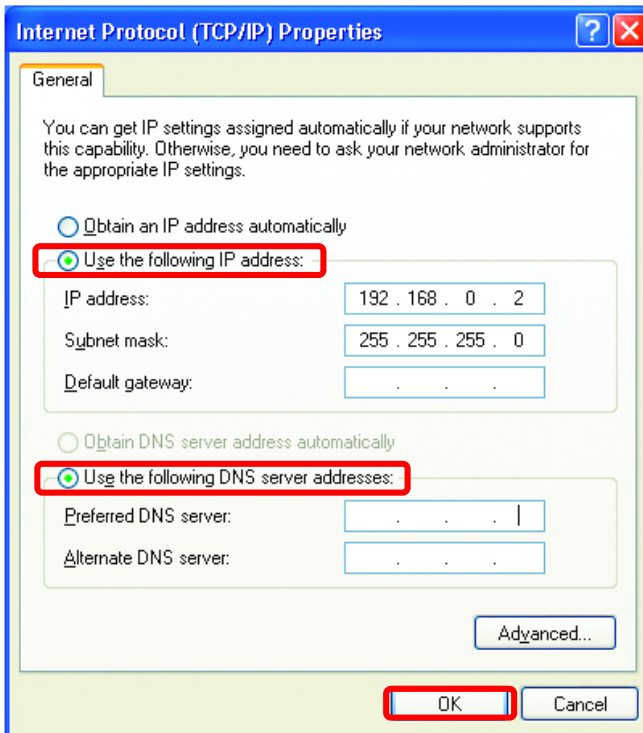 Internet Protocol (TCP/IP) Properties
General
You can get IP settings assigned automatically if your network supports
this capability. Otherwise, you need to ask your network administrator for
the appropriate IP settings.
Obtain an IP address automatically
Use the following IP address:
IP address: 192 . 168 . 0 . 2
Subnet mask: 255 . 255 . 255 . 0
Default gateway: . . .
Obtain DNS server address automatically
Use the following DNS server addresses:
Preferred DNS server: . . .
Alternate DNS server: . . .
Advanced...
OK Cancel